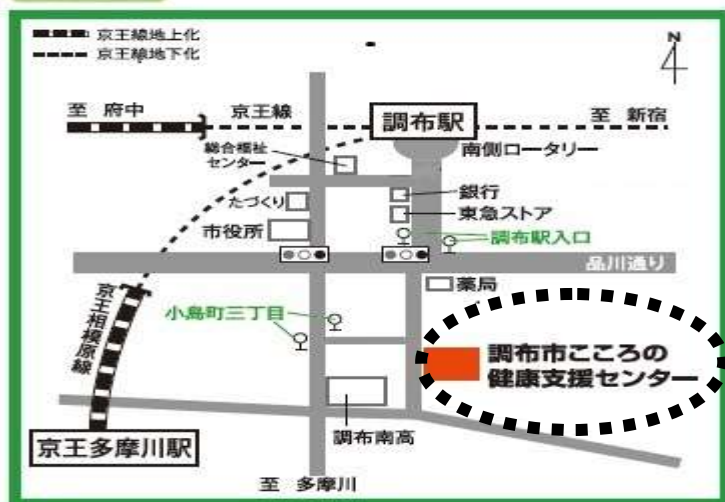 京王線地上化
京王線地下化
N
至 府中
京王線
調布駅
至 新宿
総合福祉
センター
南側ロータリー
たづくり
銀行
東急ストア
市役所
調布駅入口
品川通り
薬局
京王相模原線
小島町三丁目
調布市こころの
健康支援センター
調布南高
京王多摩川駅
至 多摩川